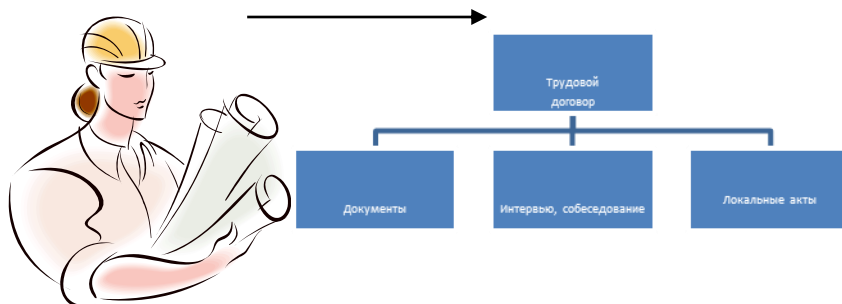 Трудовой
договор
Документы
Интервью, собеседование
Локальные акты